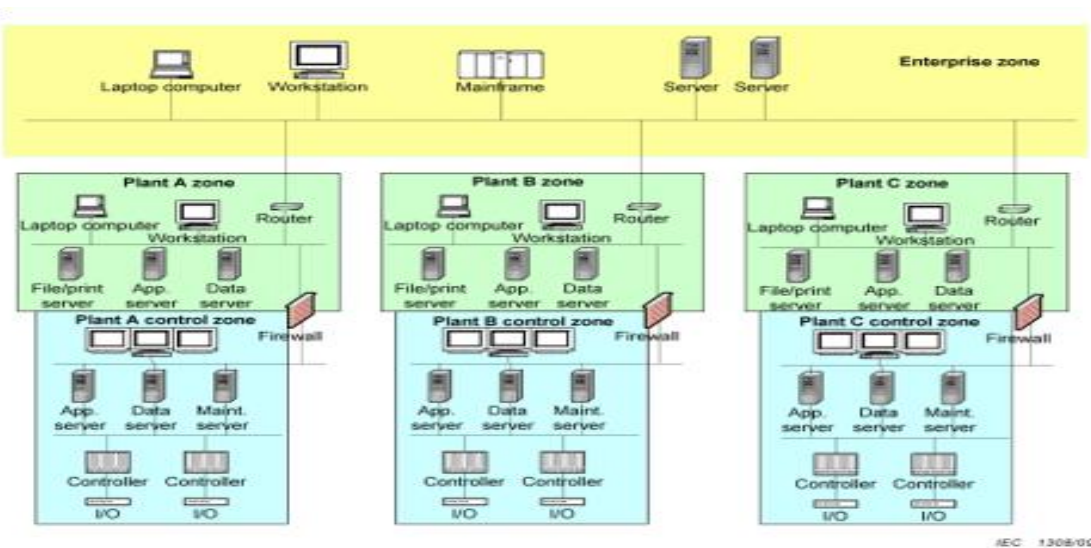 Enterprise zone
Laptop computer
Workstation
Mainframe
Server
Server
Plant A zone
Laptop computer
Workstation
Router
File/print
server
App.
server
Data
server
Plant A control zone
Firewall
App.
server
Data
server
Maint.
server
Controller
Controller
I/O
I/O
Plant B zone
Laptop computer
Workstation
Router
File/print
server
App.
server
Data
server
Plant B control zone
Firewall
App.
server
Data
server
Maint.
server
Controller
Controller
I/O
I/O
Plant C zone
Laptop computer
Workstation
Router
File/print
server
App.
server
Data
server
Plant C control zone
Firewall
App.
server
Data
server
Maint.
server
Controller
Controller
I/O
I/O
IEC